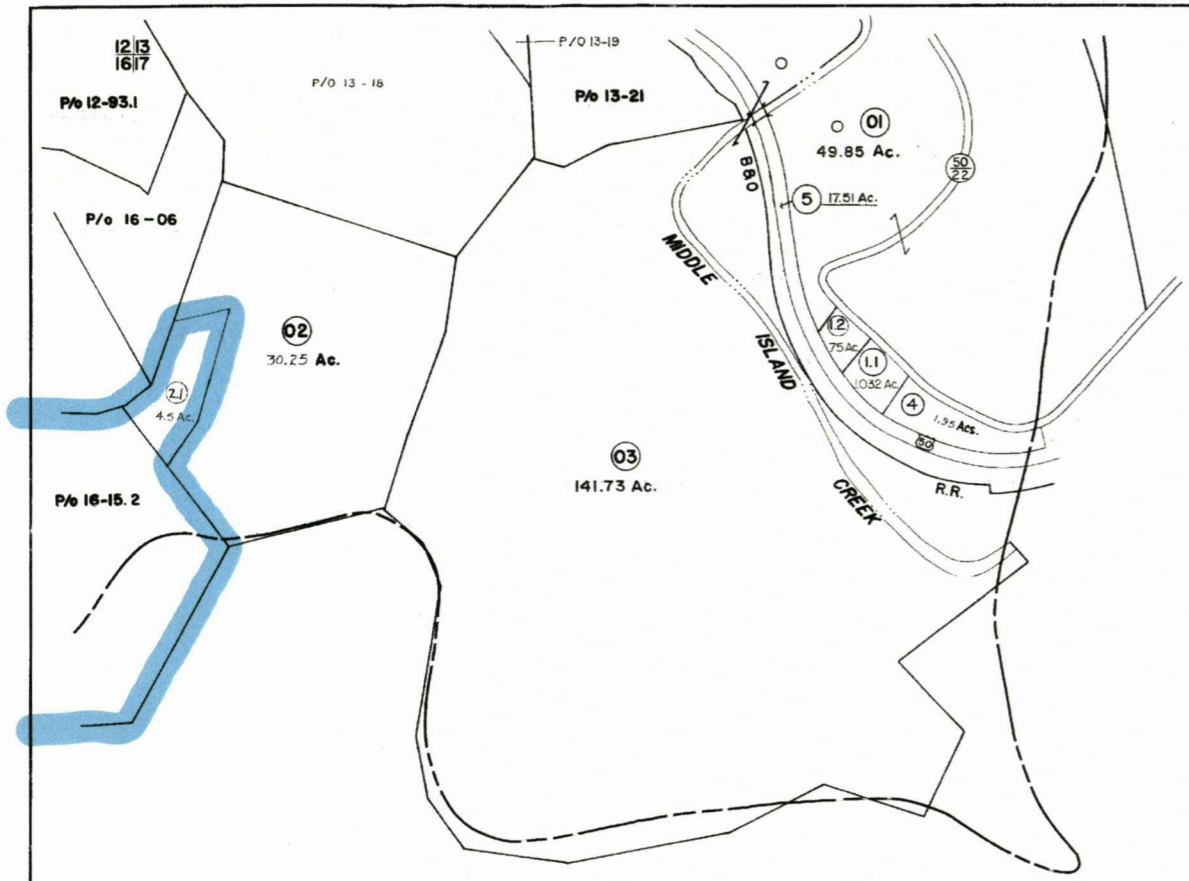 12|13
16|17
P/o 12-93.1
P/O 13 - 18
P/O 13-19
P/o 13-21
01
49.85 Ac.
50
22
B&O
5 17.51 Ac.
P/o 16-06
MIDDLE
ISLAND
CREEK
02
30.25 Ac.
1.2
.75 Ac.
1.1
1.032 Ac.
4
1.95 Acs.
50
R.R.
2.1
4.5 Ac.
03
141.73 Ac.
P/o 16-15.2